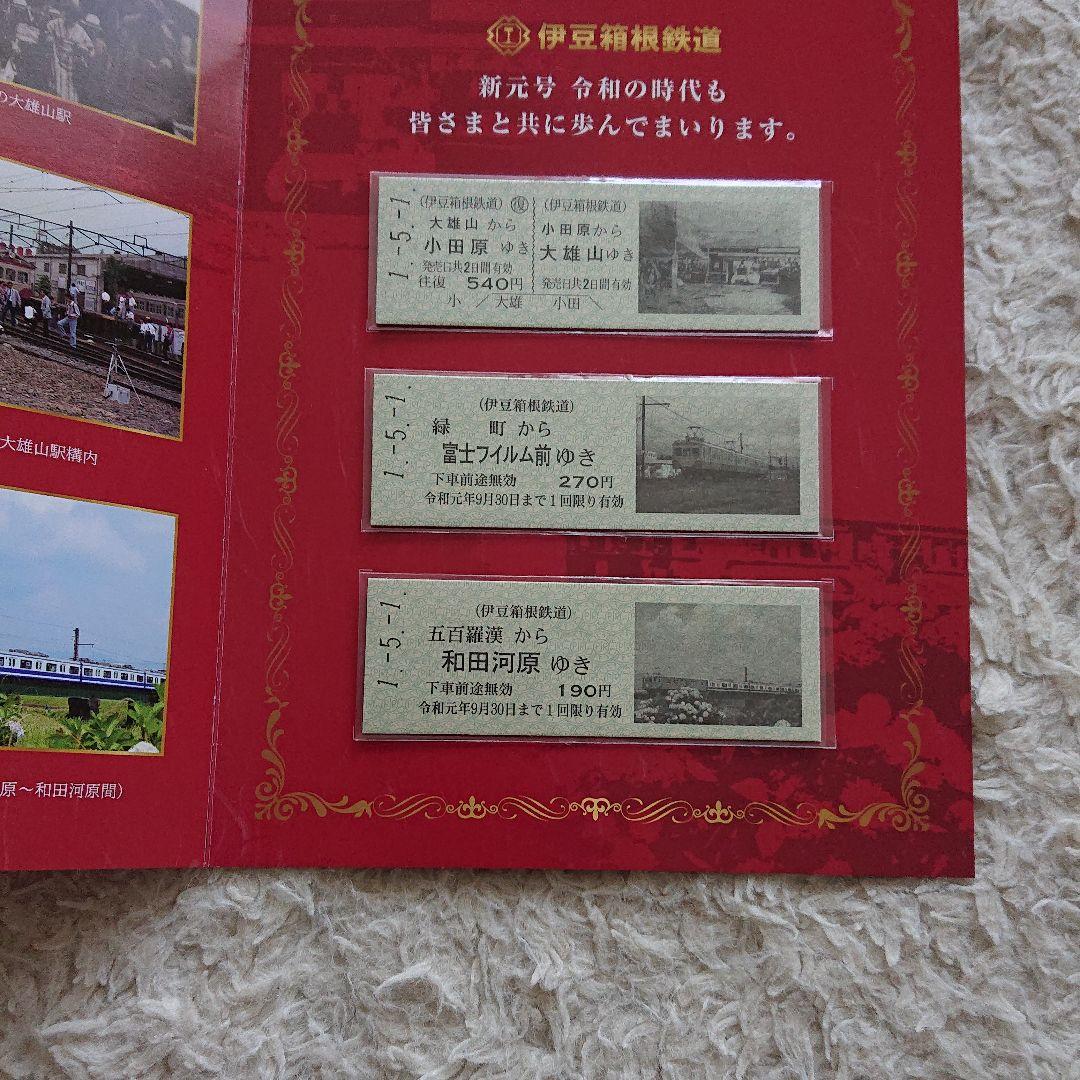 の大雄山駅
大雄山駅構内
原～和田河原間)
伊豆箱根鉄道
新元号 令和の時代も
皆さまと共に歩んでまいります。
1.-5.-1
(伊豆箱根鉄道) 復
大雄山 から
小田原 ゆき
発売日共2日間有効
往復 540円
小 ／ 大雄
(伊豆箱根鉄道)
小田原から
大雄山ゆき
発売日共2日間有効
小田 ＼
1.-5.-1
(伊豆箱根鉄道)
緑 町 から
富士フイルム前 ゆき
下車前途無効 270円
令和元年9月30日まで1回限り有効
1.-5.-1.
(伊豆箱根鉄道)
五百羅漢 から
和田河原 ゆき
下車前途無効 190円
令和元年9月30日まで1回限り有効